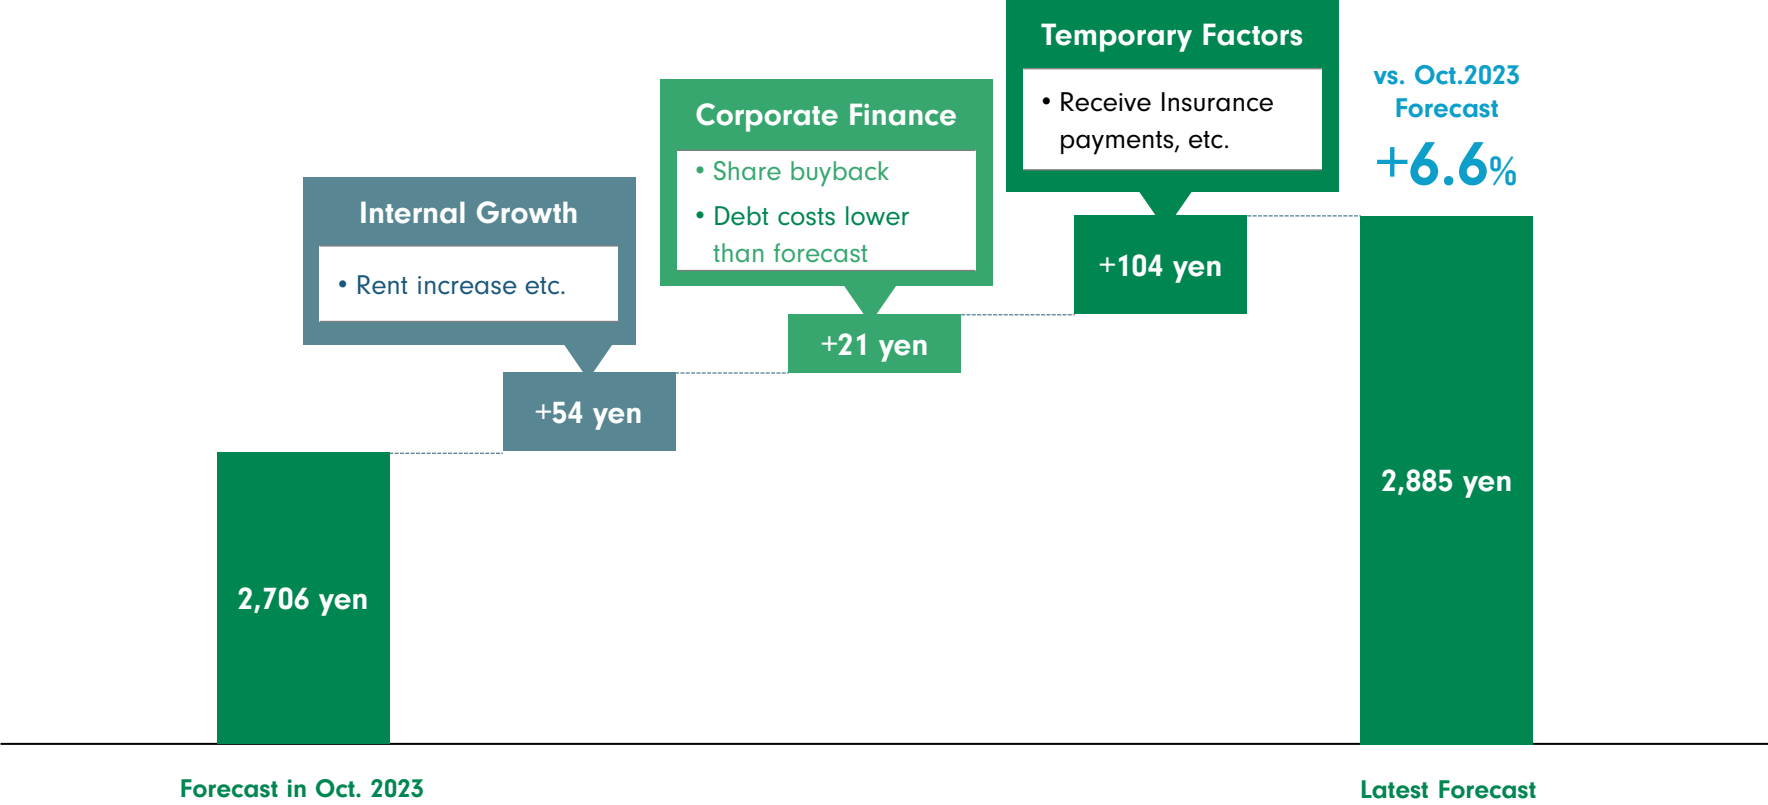 Temporary Factors
• Receive Insurance
payments, etc.
vs. Oct.2023
Forecast
+6.6%
Corporate Finance
• Share buyback
• Debt costs lower
than forecast
Internal Growth
• Rent increase etc.
+104 yen
+21 yen
+54 yen
2,885 yen
2,706 yen
Forecast in Oct. 2023
Latest Forecast